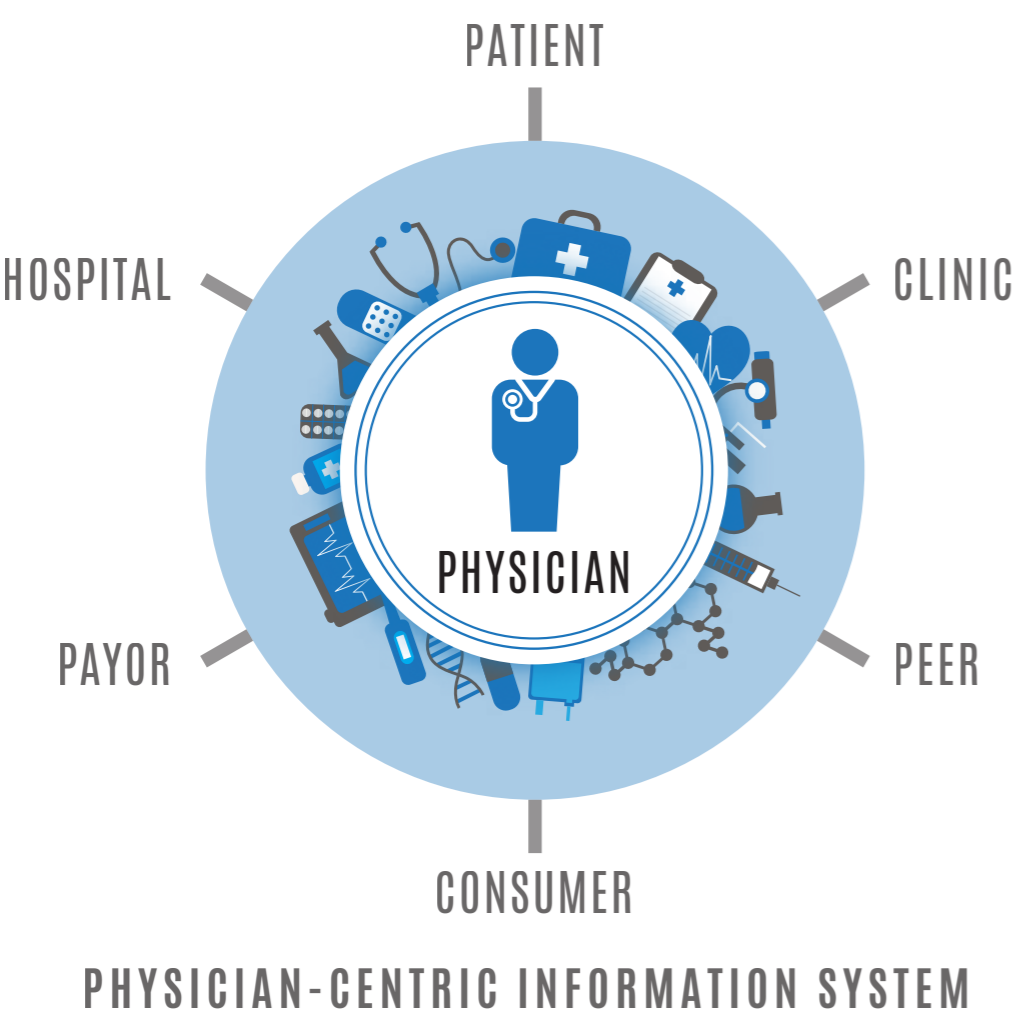 PATIENT
HOSPITAL
CLINIC
PHYSICIAN
PAYOR
PEER
CONSUMER
PHYSICIAN-CENTRIC INFORMATION SYSTEM